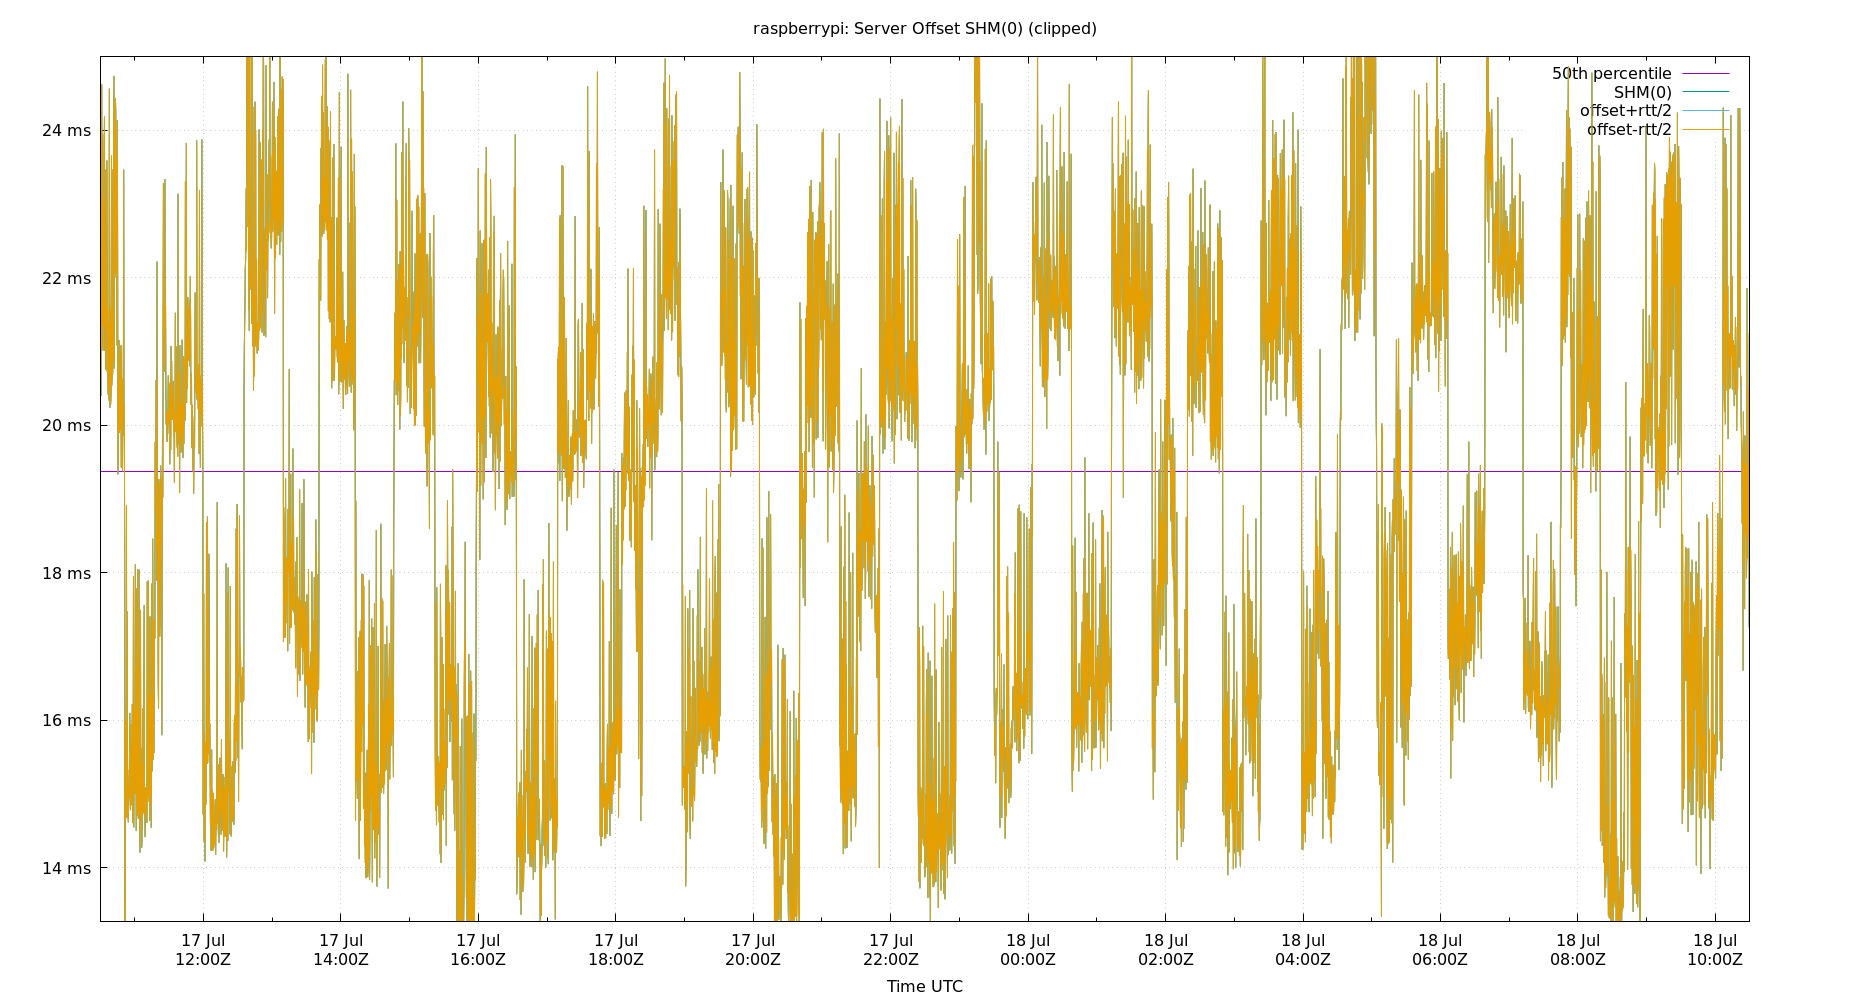 raspberrypi: Server Offset SHM(0) (clipped)
50th percentile
SHM(0)
offset+rtt/2
offset-rtt/2
24 ms
22 ms
20 ms
18 ms
16 ms
14 ms
17 Jul 17 Jul 17 Jul 17 Jul 17 Jul 17 Jul 18 Jul 18 Jul 18 Jul 18 Jul 18 Jul 18 Jul
12:00Z 14:00Z 16:00Z 18:00Z 20:00Z 22:00Z 00:00Z 02:00Z 04:00Z 06:00Z 08:00Z 10:00Z
Time UTC